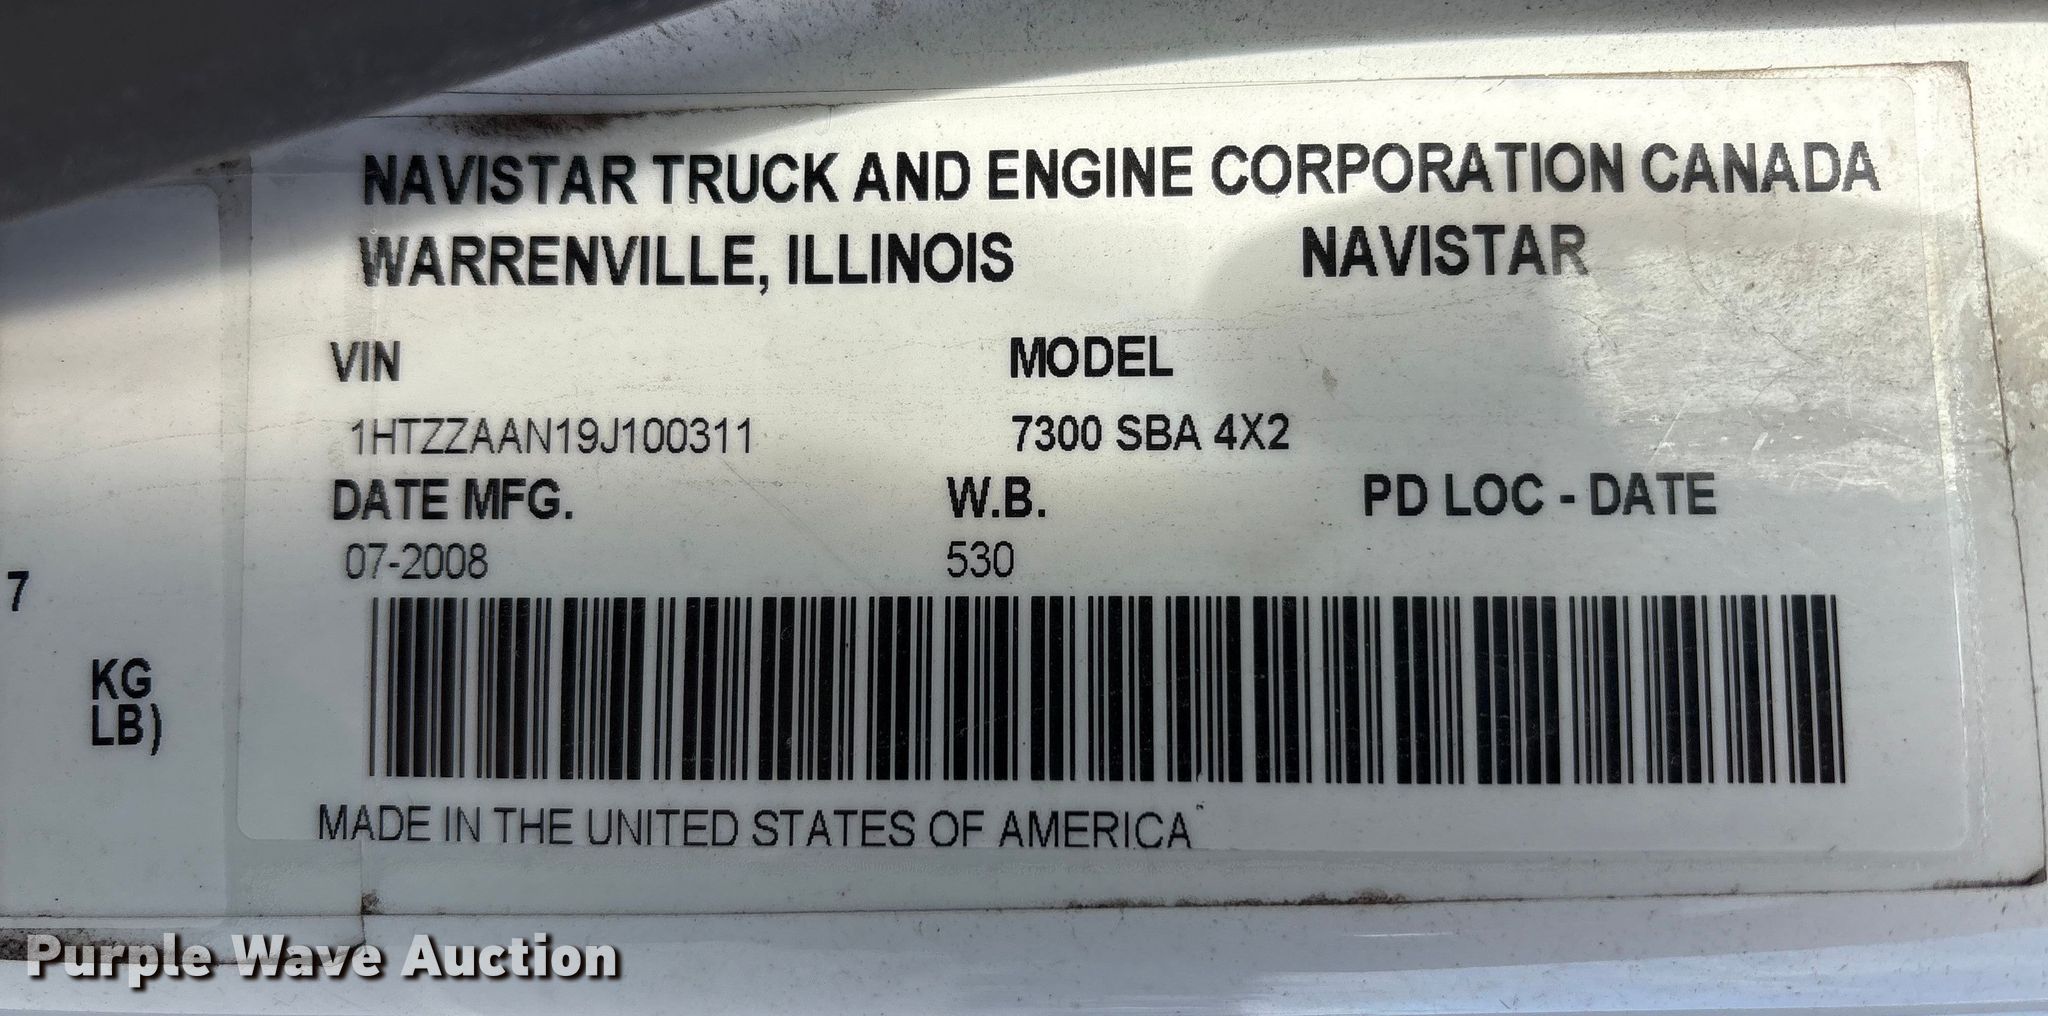 NAVISTAR TRUCK AND ENGINE CORPORATION CANADA
WARRENVILLE, ILLINOIS NAVISTAR
VIN MODEL
1HTZZAAN19J100311 7300 SBA 4X2
DATE MFG. W.B. PD LOC - DATE
07-2008 530
7
KG
LB)
MADE IN THE UNITED STATES OF AMERICA
Purple Wave Auction